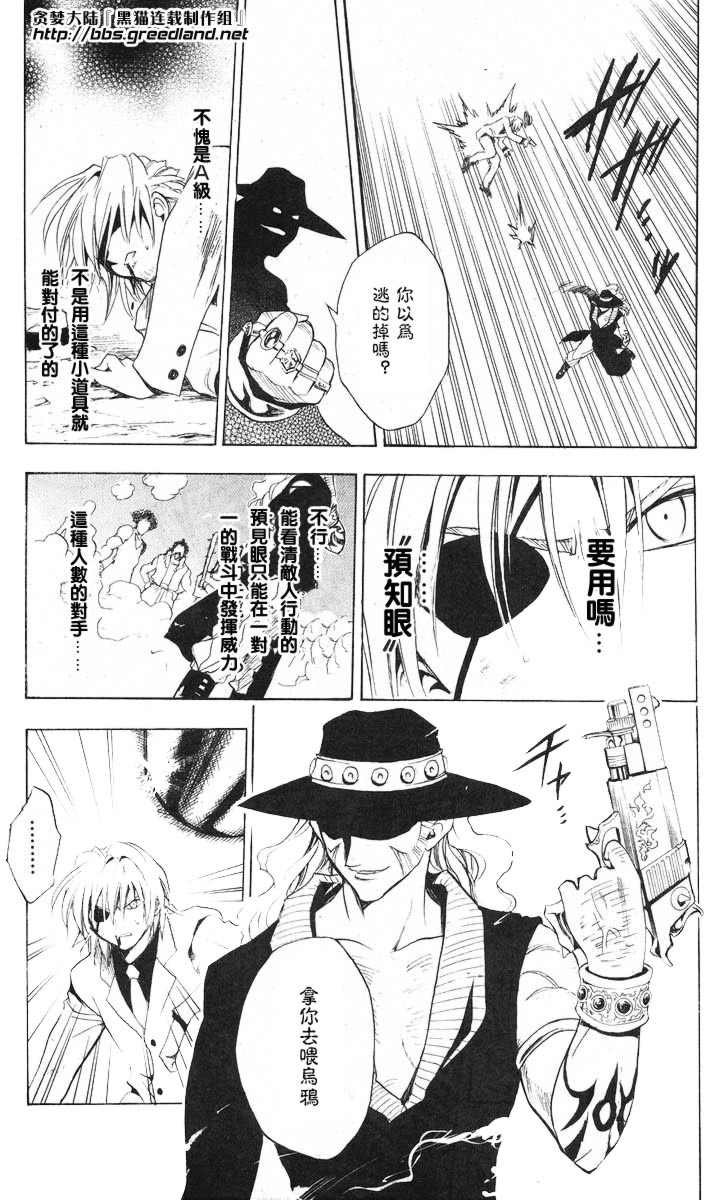 贪婪大陆『黑猫连载制作组』
http://bbs.greedland.net/
你以為
逃的掉嗎？
不愧是A級
……
不是用這種小道具就
能對付的了的
要用嗎…
……
〝預知眼〞
不行……
能看清敵人行動的
預見眼只能在一對
一的戰斗中發揮威力
這種人數的對手……
………
拿你去喂烏鴉